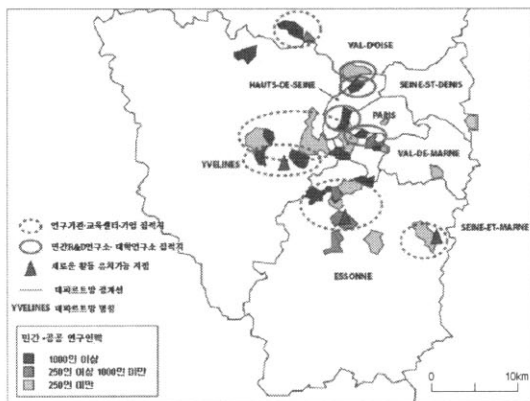 VAL-D'OISE
HAUTS-DE-SEINE
SEINE-ST-DENIS
PARIS
VAL-DE-MARNE
YVELINES
SEINE-ET-MARNE
ESSONNE
연구기관·교육센터·기업 집적지
민간R&D연구소·대학연구소 집적지
새로운 활동 유치가능 지점
데파르트망 경계선
YVELINES 데파르트망 명칭
민간·공공 연구인력
1000인 이상
250인 이상 1000인 미만
250인 미만
0 10km